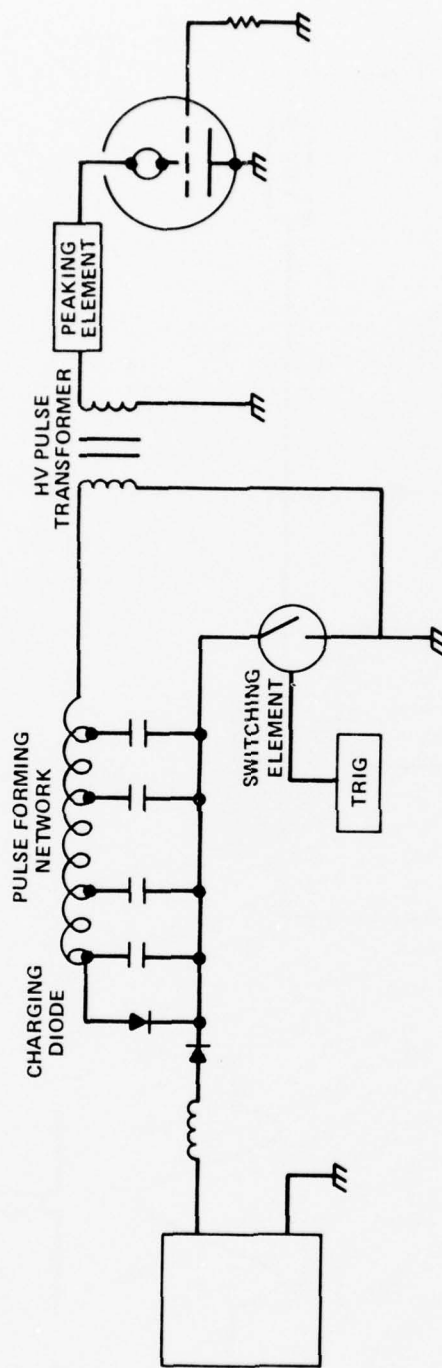 CHARGING
DIODE
PULSE FORMING
NETWORK
HV PULSE
TRANSFORMER
PEAKING
ELEMENT
SWITCHING
ELEMENT
TRIG